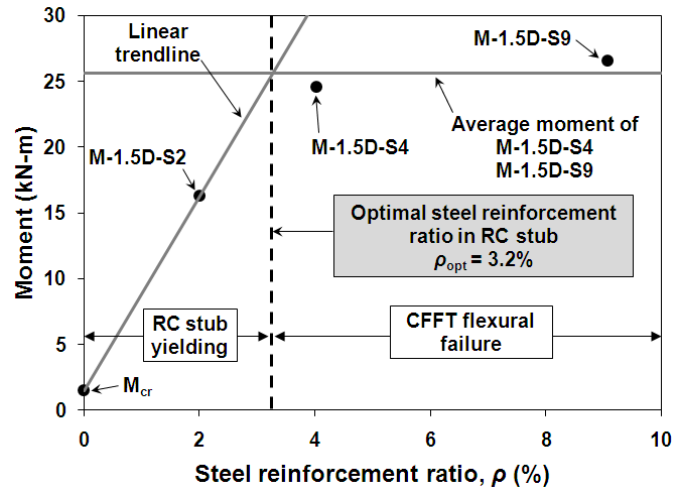 30
25
20
15
10
5
0
Moment (kN-m)
Linear
trendline
M-1.5D-S9
M-1.5D-S4
Average moment of
M-1.5D-S4
M-1.5D-S9
M-1.5D-S2
Optimal steel reinforcement
ratio in RC stub
ρopt = 3.2%
RC stub
yielding
CFFT flexural
failure
Mcr
0 2 4 6 8 10
Steel reinforcement ratio, ρ (%)